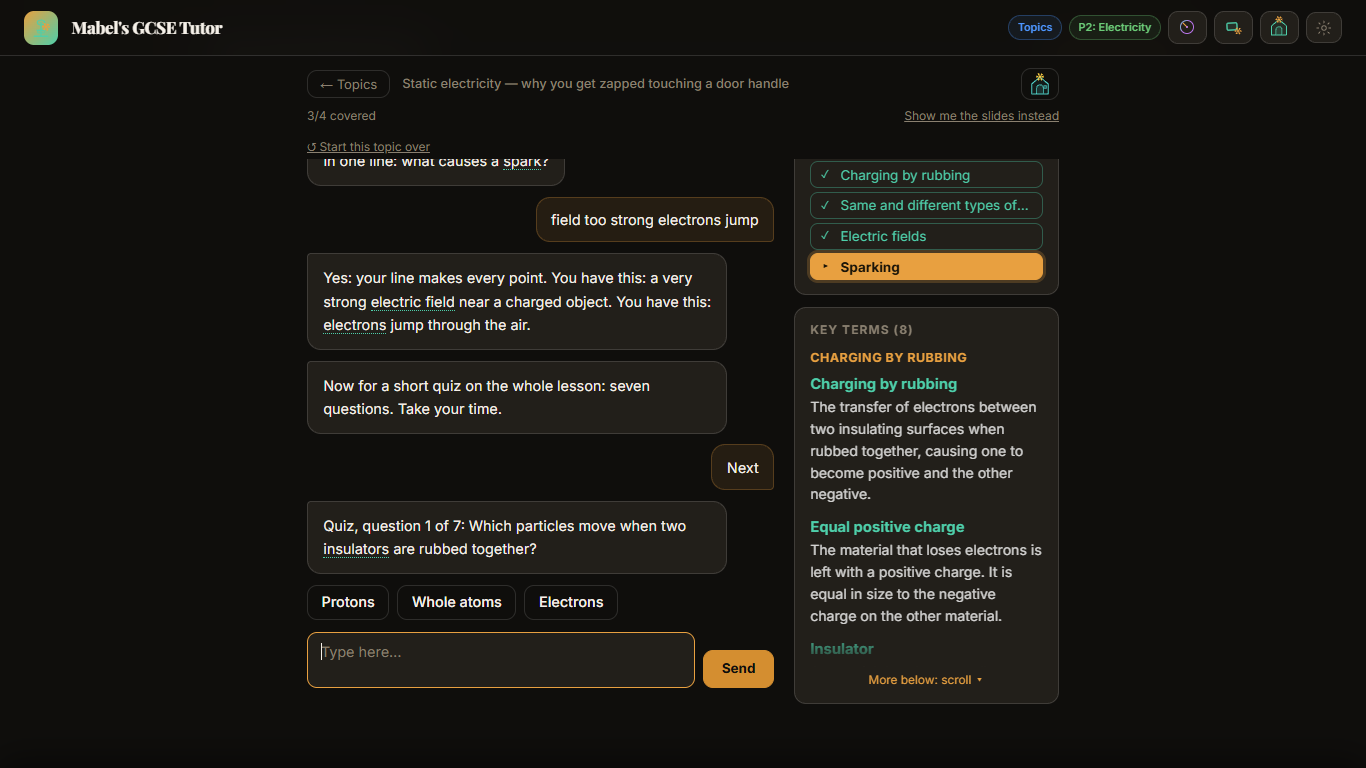 Mabel's GCSE Tutor
Topics
P2: Electricity
← Topics
Static electricity — why you get zapped touching a door handle
3/4 covered
Show me the slides instead
↺ Start this topic over
In one line: what causes a spark?
field too strong electrons jump
Yes: your line makes every point. You have this: a very
strong electric field near a charged object. You have this:
electrons jump through the air.
Now for a short quiz on the whole lesson: seven
questions. Take your time.
Next
Quiz, question 1 of 7: Which particles move when two
insulators are rubbed together?
Protons
Whole atoms
Electrons
Type here...
Send
✓ Charging by rubbing
✓ Same and different types of...
✓ Electric fields
‣ Sparking
KEY TERMS (8)
CHARGING BY RUBBING
Charging by rubbing
The transfer of electrons between
two insulating surfaces when
rubbed together, causing one to
become positive and the other
negative.
Equal positive charge
The material that loses electrons is
left with a positive charge. It is
equal in size to the negative
charge on the other material.
Insulator
More below: scroll ▾